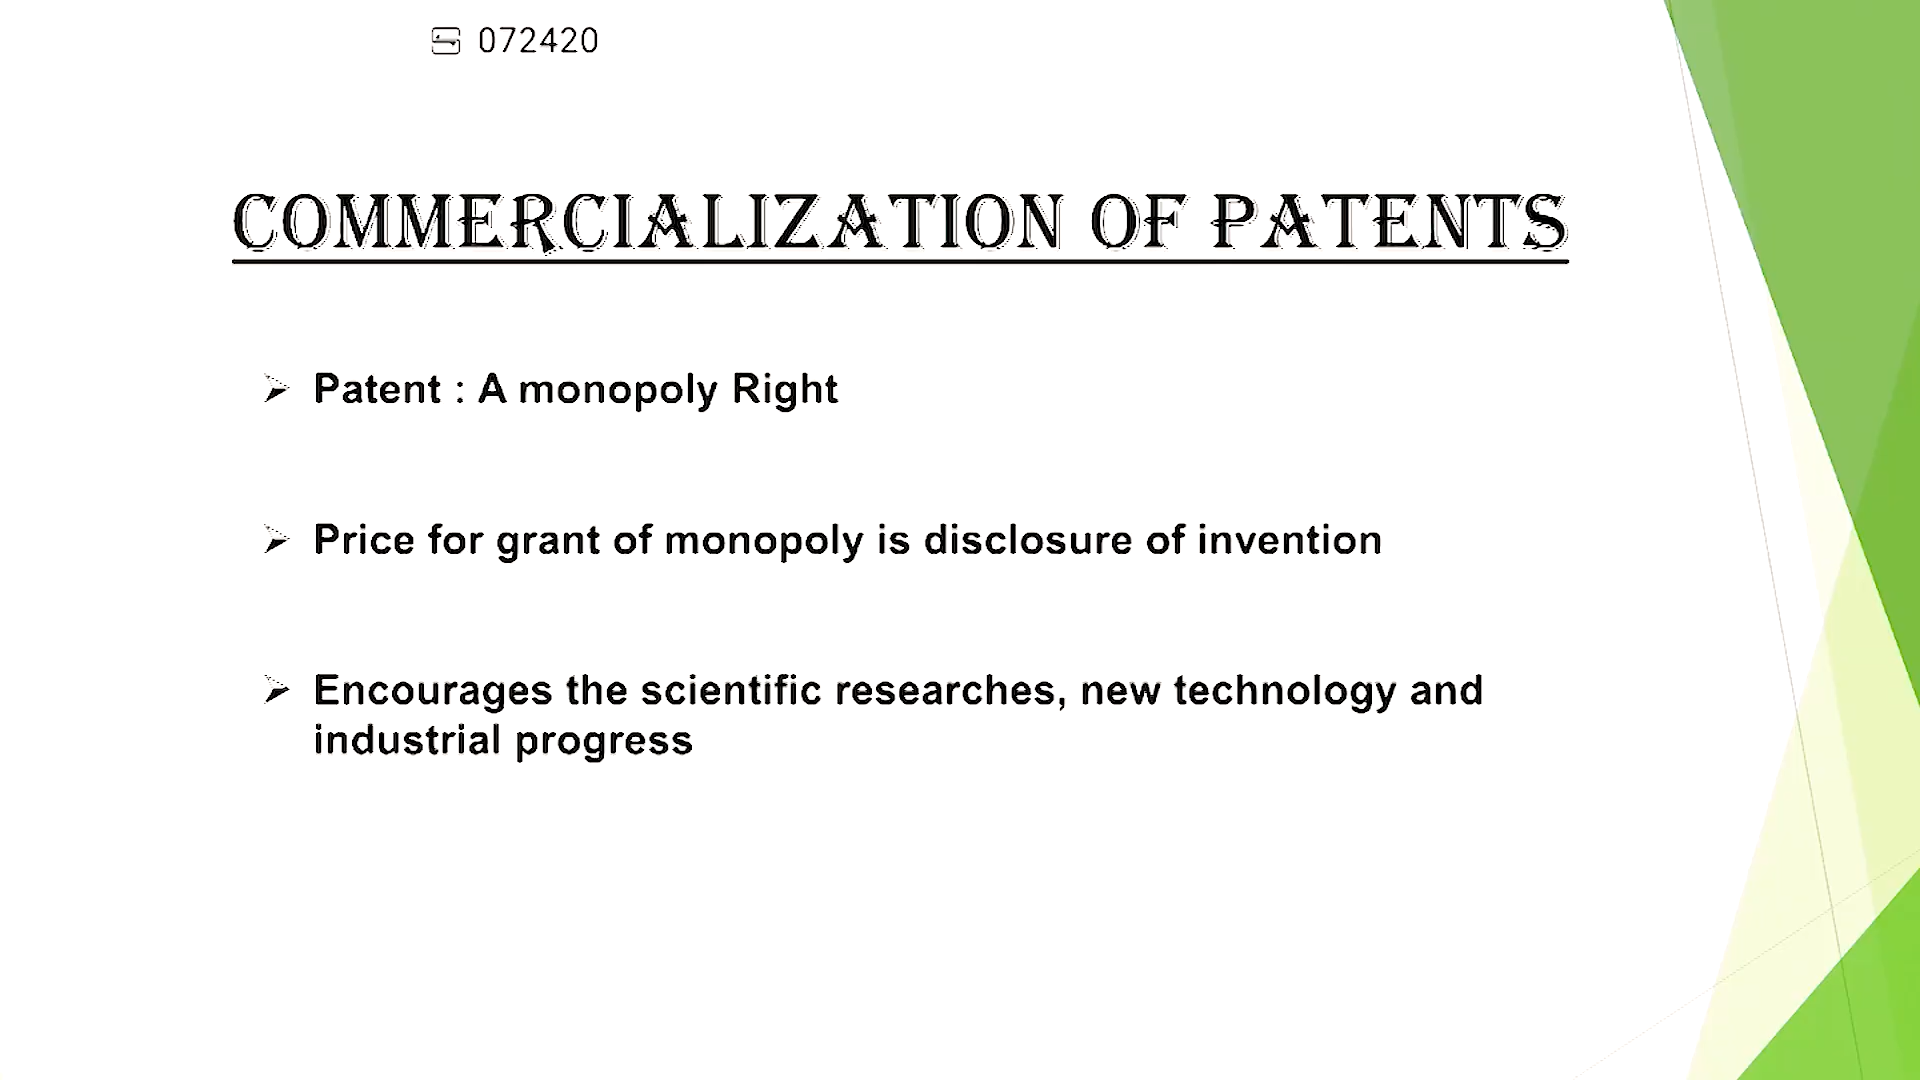 072420
COMMERCIALIZATION OF PATENTS
➢ Patent : A monopoly Right
➢ Price for grant of monopoly is disclosure of invention
➢ Encourages the scientific researches, new technology and
industrial progress